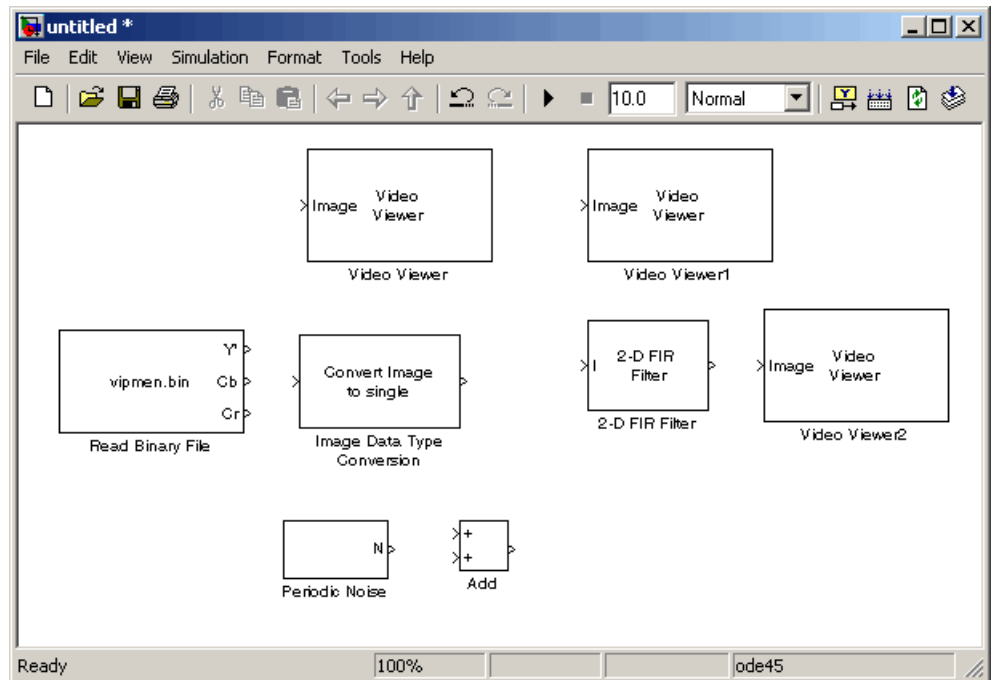 untitled *
File Edit View Simulation Format Tools Help
10.0 Normal
Image Video Viewer
Video Viewer
Image Video Viewer
Video Viewer1
vipmen.bin Y' Cb Cr
Read Binary File
Convert Image to single
Image Data Type Conversion
I 2-D FIR Filter
2-D FIR Filter
Image Video Viewer
Video Viewer2
N
Periodic Noise
+
+
Add
Ready 100% ode45